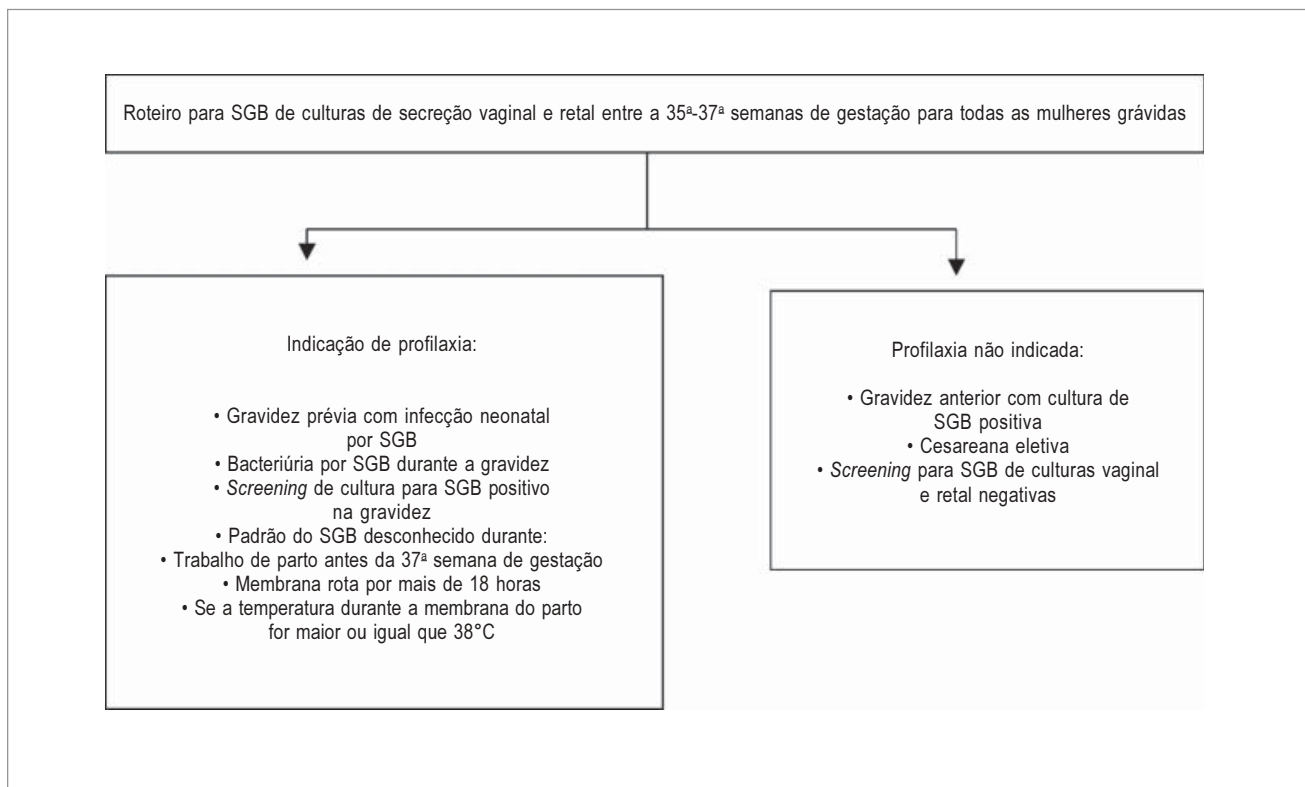 Roteiro para SGB de culturas de secreção vaginal e retal entre a 35ª-37ª semanas de gestação para todas as mulheres grávidas
Indicação de profilaxia:
• Gravidez prévia com infecção neonatal
por SGB
• Bacteriúria por SGB durante a gravidez
• Screening de cultura para SGB positivo
na gravidez
• Padrão do SGB desconhecido durante:
• Trabalho de parto antes da 37ª semana de gestação
• Membrana rota por mais de 18 horas
• Se a temperatura durante a membrana do parto
for maior ou igual que 38°C
Profilaxia não indicada:
• Gravidez anterior com cultura de
SGB positiva
• Cesareana eletiva
• Screening para SGB de culturas vaginal
e retal negativas